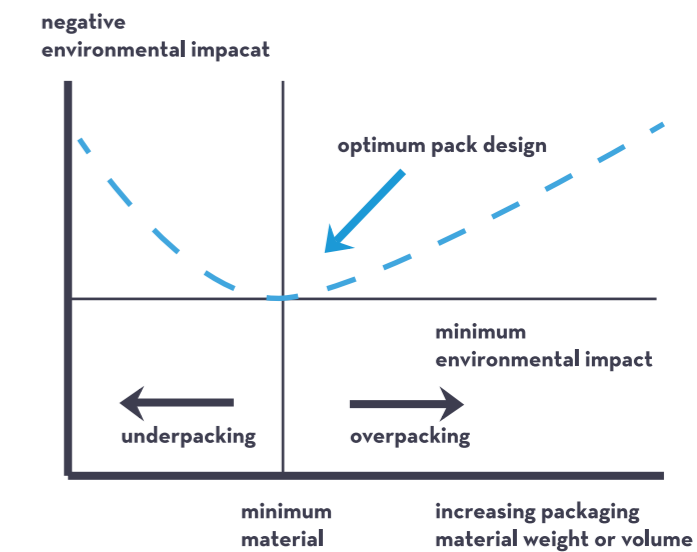 negative
environmental impacat
optimum pack design
minimum
environmental impact
underpacking
overpacking
minimum
material
increasing packaging
material weight or volume